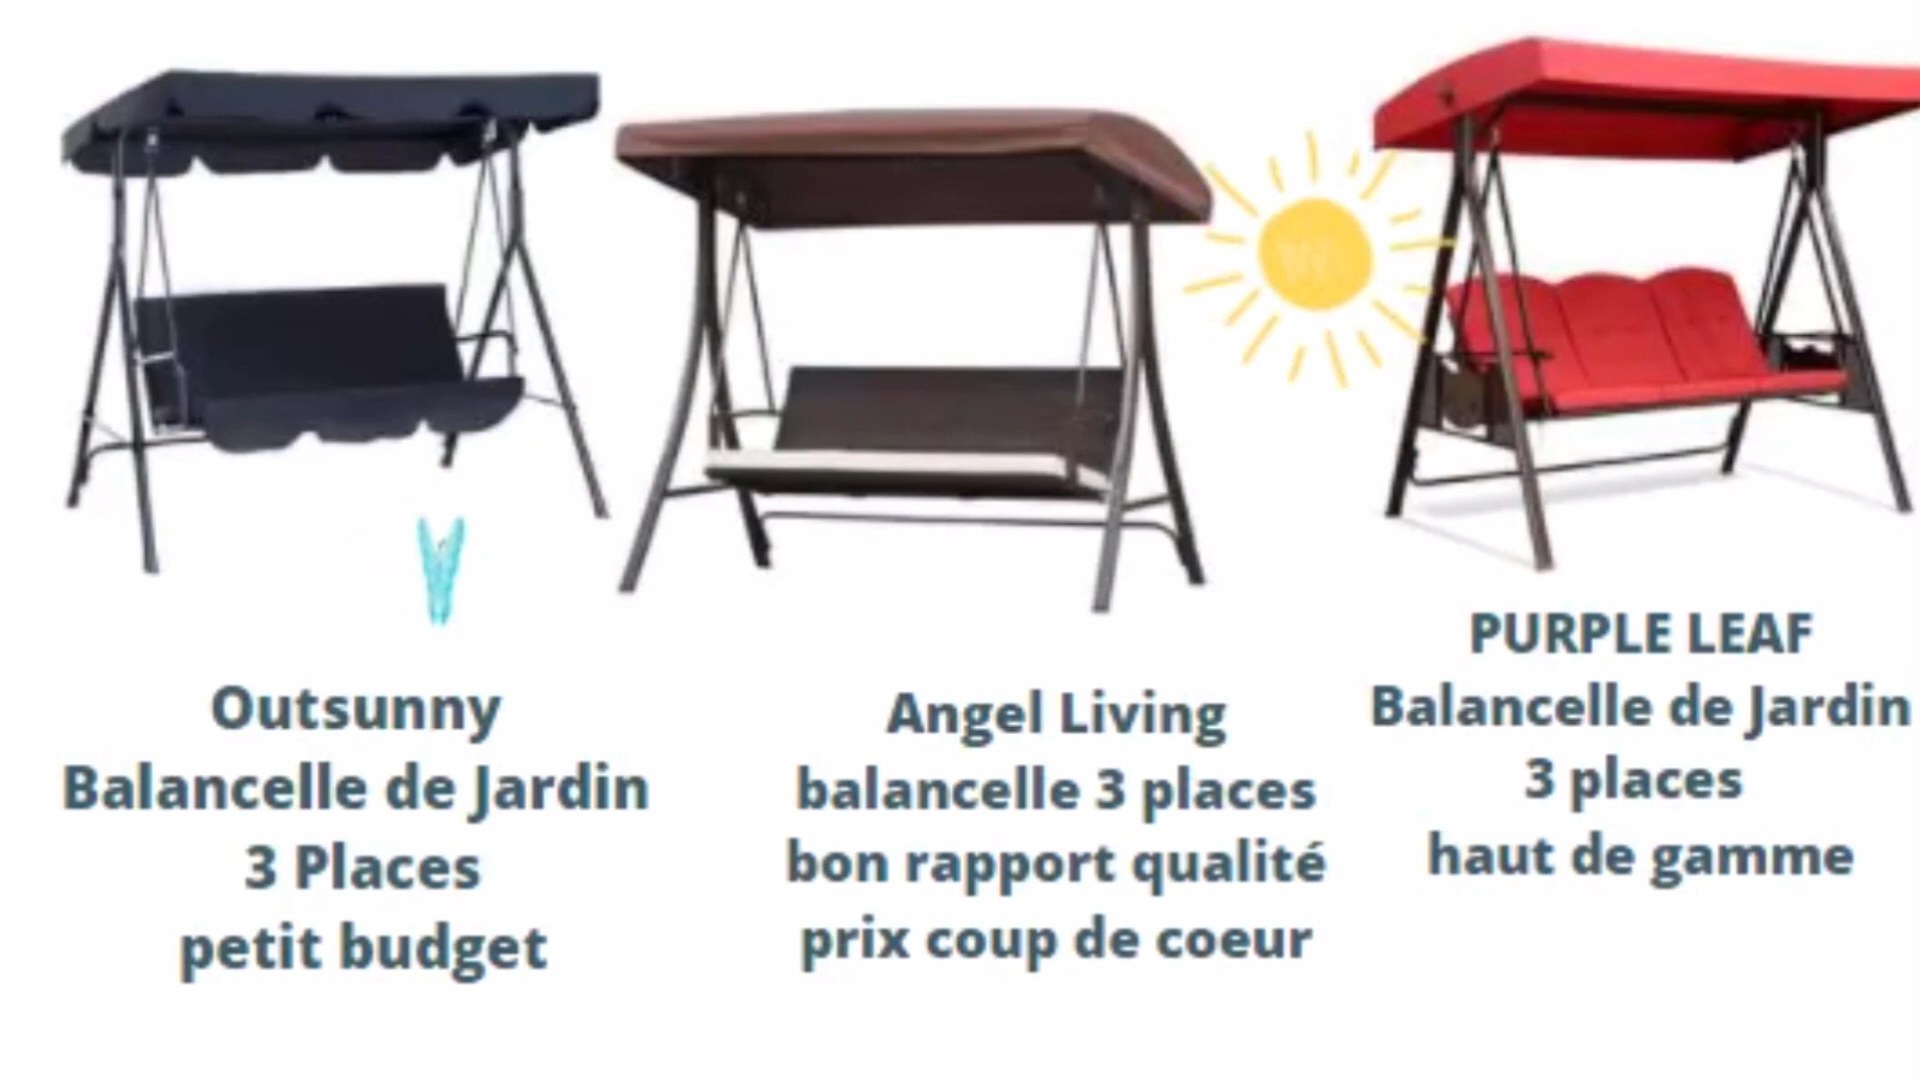 Outsunny
Balancelle de Jardin
3 Places
petit budget
Angel Living
balancelle 3 places
bon rapport qualité
prix coup de coeur
PURPLE LEAF
Balancelle de Jardin
3 places
haut de gamme